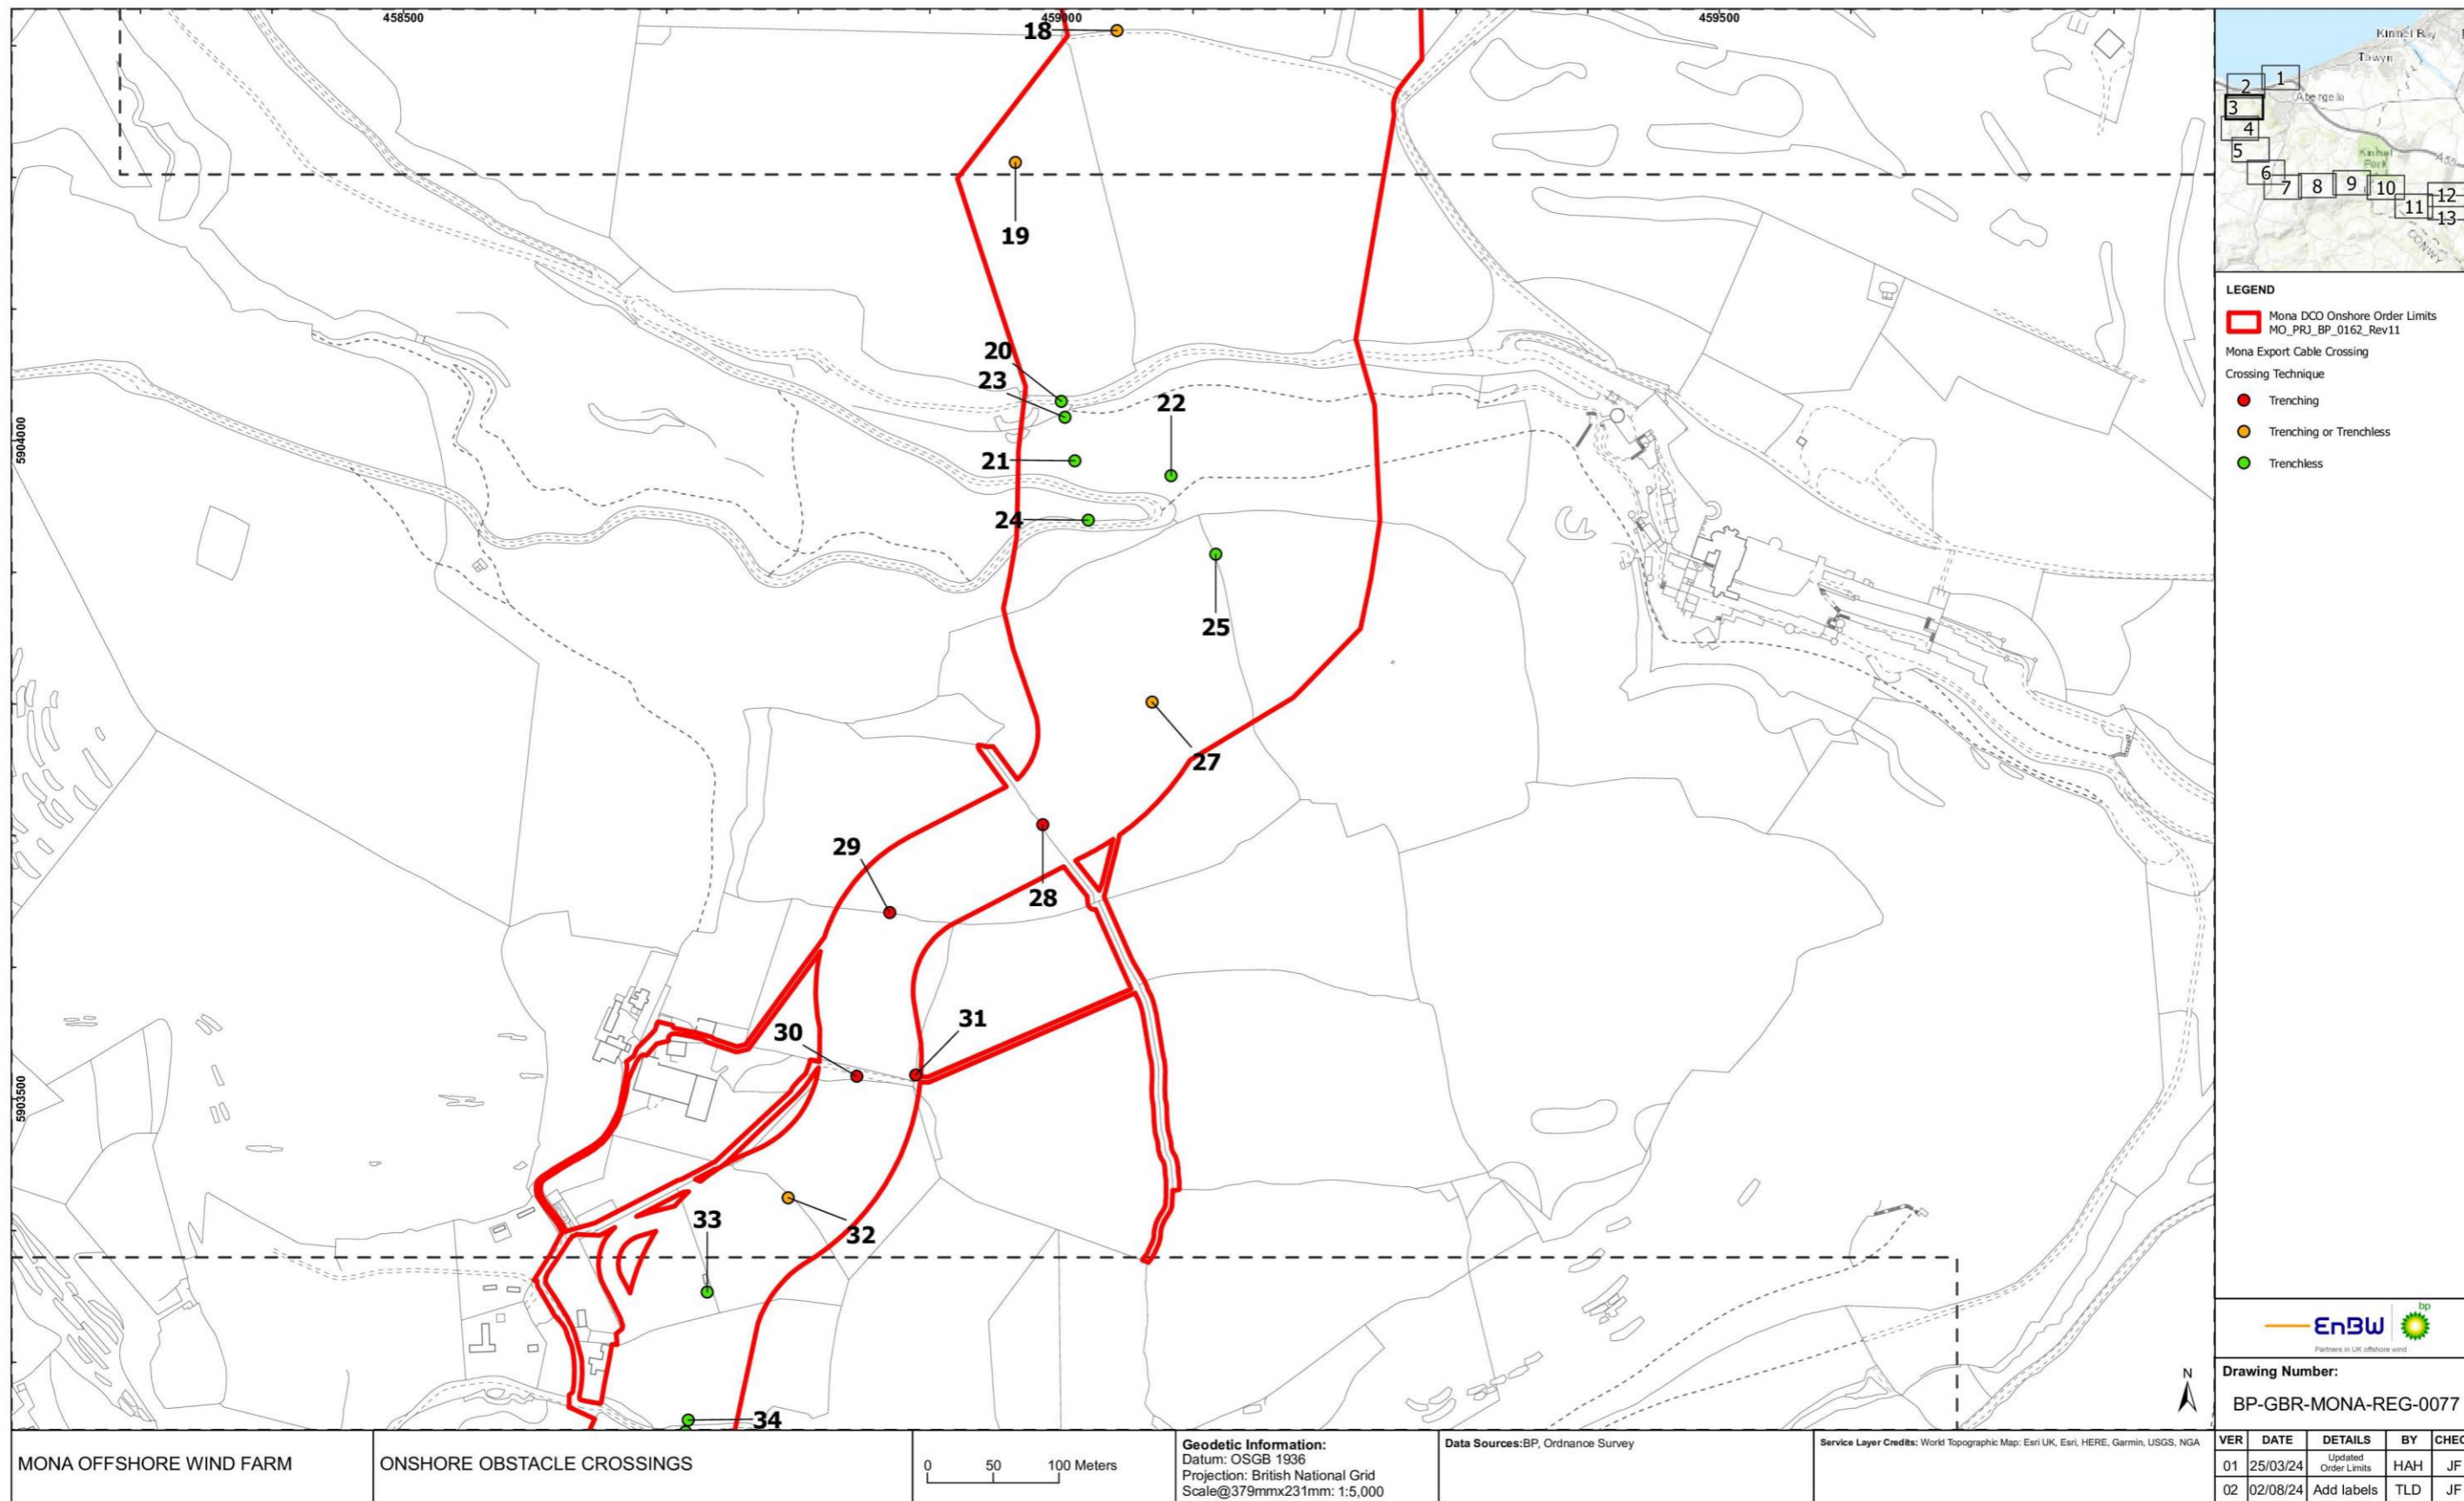 458500
459000
459500
5904000
5903500
18
19
20
23
22
21
24
25
27
28
29
30
31
32
33
34
Kinmel Bay
Towyn
Abergele
Kinmel
Park
A55
CONWY
1
2
3
4
5
6
7
8
9
10
11
12
13
LEGEND
Mona DCO Onshore Order Limits
MO_PRJ_BP_0162_Rev11
Mona Export Cable Crossing
Crossing Technique
Trenching
Trenching or Trenchless
Trenchless
EnBW
bp
Partners in UK offshore wind
Drawing Number:
BP-GBR-MONA-REG-0077
N
MONA OFFSHORE WIND FARM
ONSHORE OBSTACLE CROSSINGS
0 50 100 Meters
Geodetic Information:
Datum: OSGB 1936
Projection: British National Grid
Scale@379mmx231mm: 1:5,000
Data Sources:BP, Ordnance Survey
Service Layer Credits: World Topographic Map: Esri UK, Esri, HERE, Garmin, USGS, NGA
VER DATE DETAILS BY CHEC
01 25/03/24 Updated Order Limits HAH JF
02 02/08/24 Add labels TLD JF